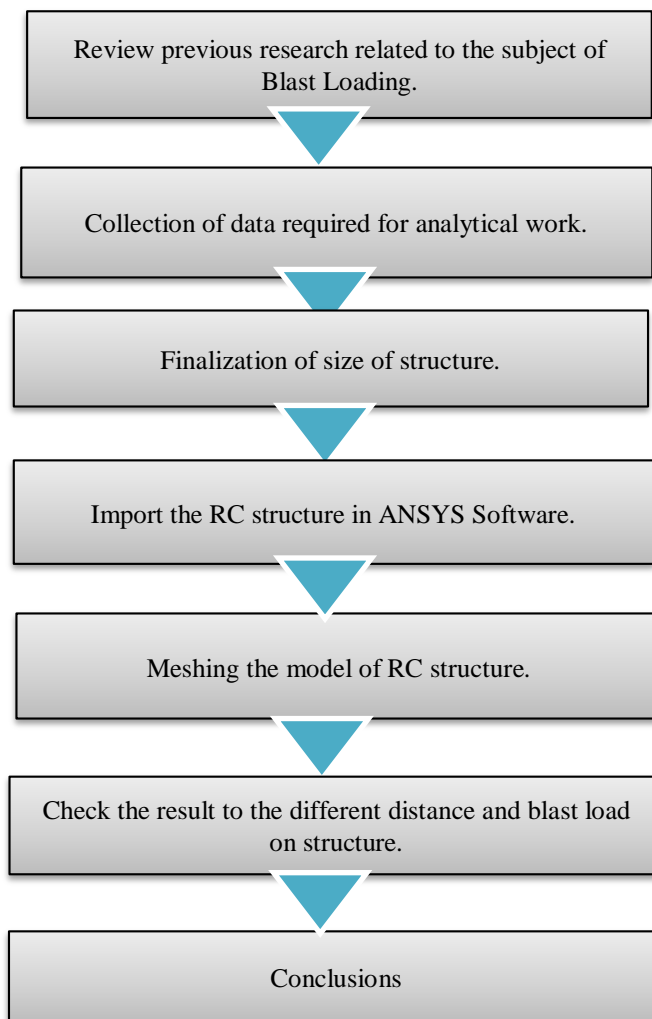 Review previous research related to the subject of
Blast Loading.
Collection of data required for analytical work.
Finalization of size of structure.
Import the RC structure in ANSYS Software.
Meshing the model of RC structure.
Check the result to the different distance and blast load
on structure.
Conclusions